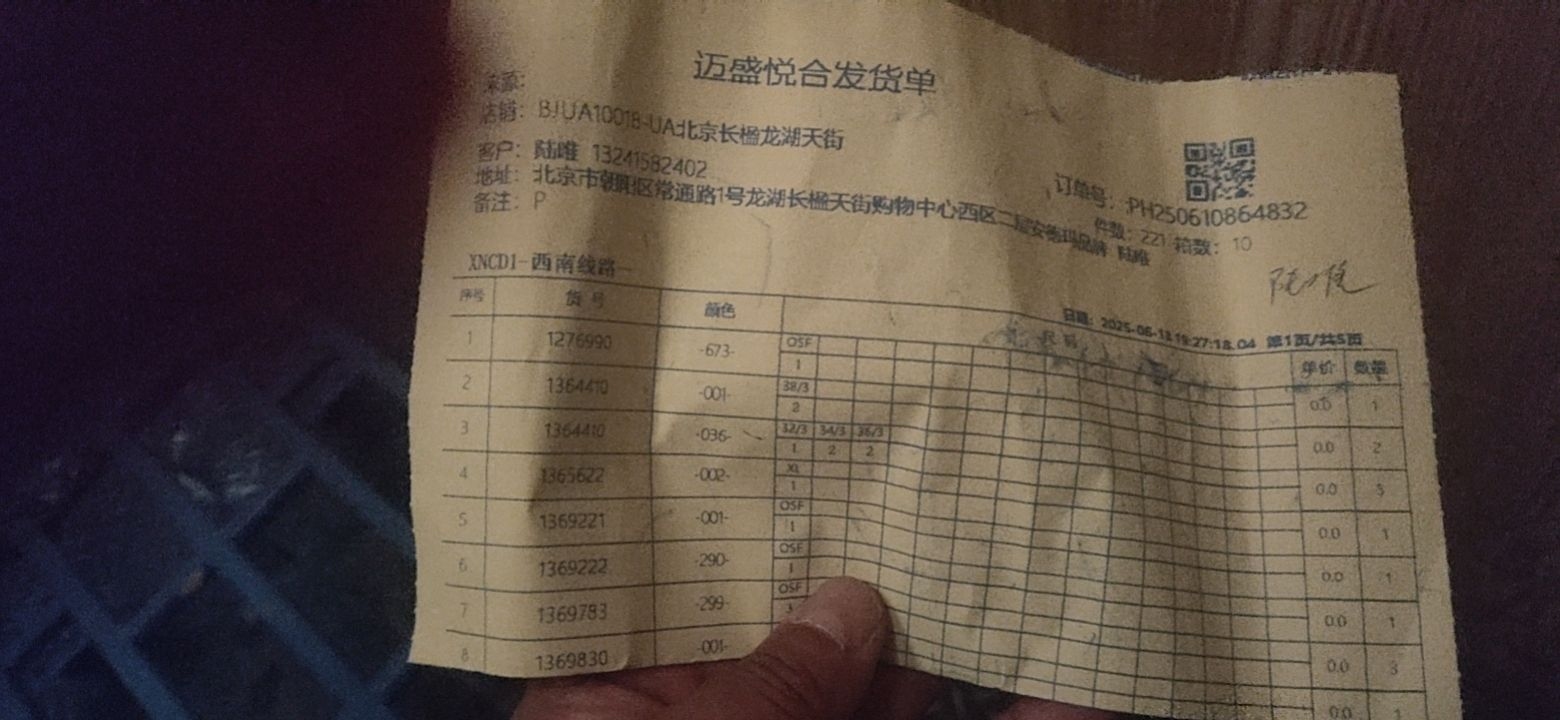 迈盛悦合发货单
来源:
店铺: BJUA10018-UA北京长楹龙湖天街
客户: 陆唯 13241582402
地址: 北京市朝阳区常通路1号龙湖长楹天街购物中心西区二层安德玛品牌 陆唯
备注: P
订单号: PH250610864832
件数: 221 箱数: 10
陆唯
XNCD1-西南线路-
日期: 2025-06-13 19:27:18.04 第1页/共5页
序号 货号 颜色 尺码 单价 数量
1 1276990 -673- OSF 1 0.0 1
2 1364410 -001- 38/3 2 0.0 2
3 1364410 -036- 32/3 34/3 36/3 1 2 2 0.0 5
4 1365622 -002- XL 1 0.0 1
5 1369221 -001- OSF 1 0.0 1
6 1369222 -290- OSF 1 0.0 1
7 1369783 -299- OSF 3 0.0 3
8 1369830 -001- 0.0 1